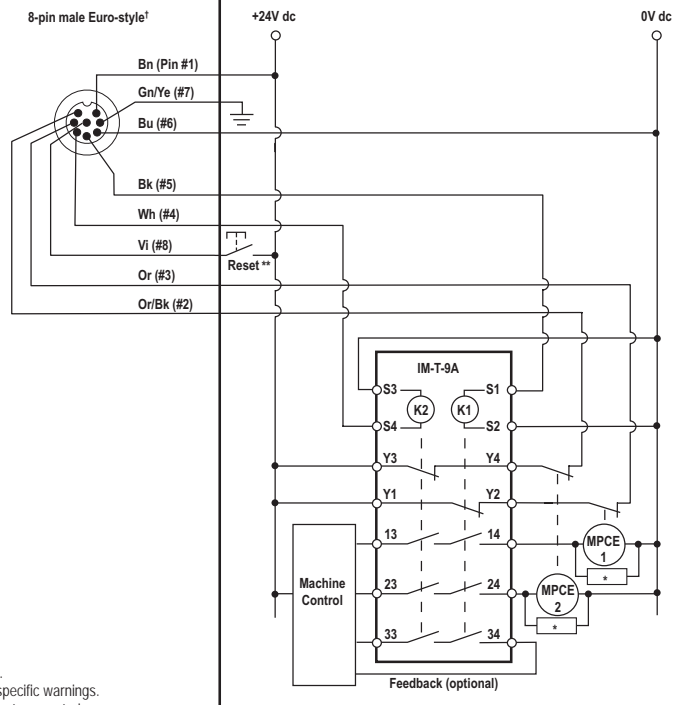 8-pin male Euro-style†
+24V dc
0V dc
Bn (Pin #1)
Gn/Ye (#7)
Bu (#6)
Bk (#5)
Wh (#4)
Vi (#8)
Reset **
Or (#3)
Or/Bk (#2)
IM-T-9A
S3
S1
K2
K1
S4
S2
Y3
Y4
Y1
Y2
13
14
MPCE
1
*
Machine
Control
23
24
MPCE
2
*
33
34
Feedback (optional)
specific warnings.